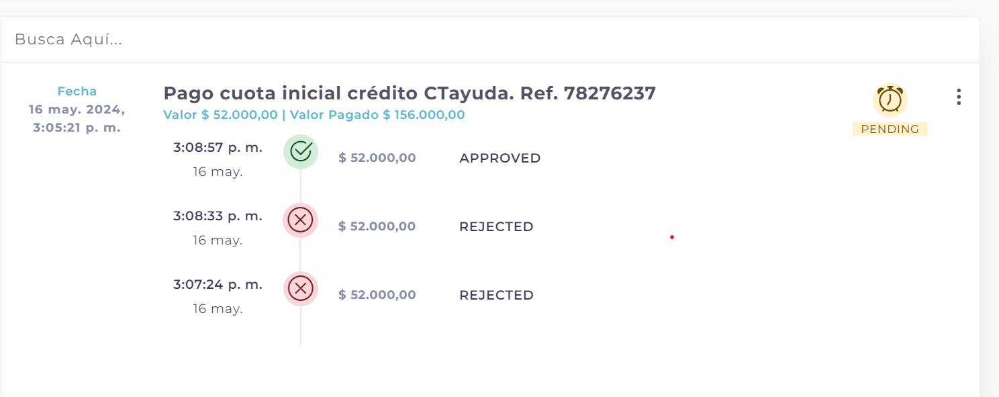 Busca Aquí...
Fecha
16 may. 2024,
3:05:21 p. m.
Pago cuota inicial crédito CTayuda. Ref. 78276237
Valor $ 52.000,00 | Valor Pagado $ 156.000,00
PENDING
3:08:57 p. m.
16 may.
$ 52.000,00
APPROVED
3:08:33 p. m.
16 may.
$ 52.000,00
REJECTED
3:07:24 p. m.
16 may.
$ 52.000,00
REJECTED